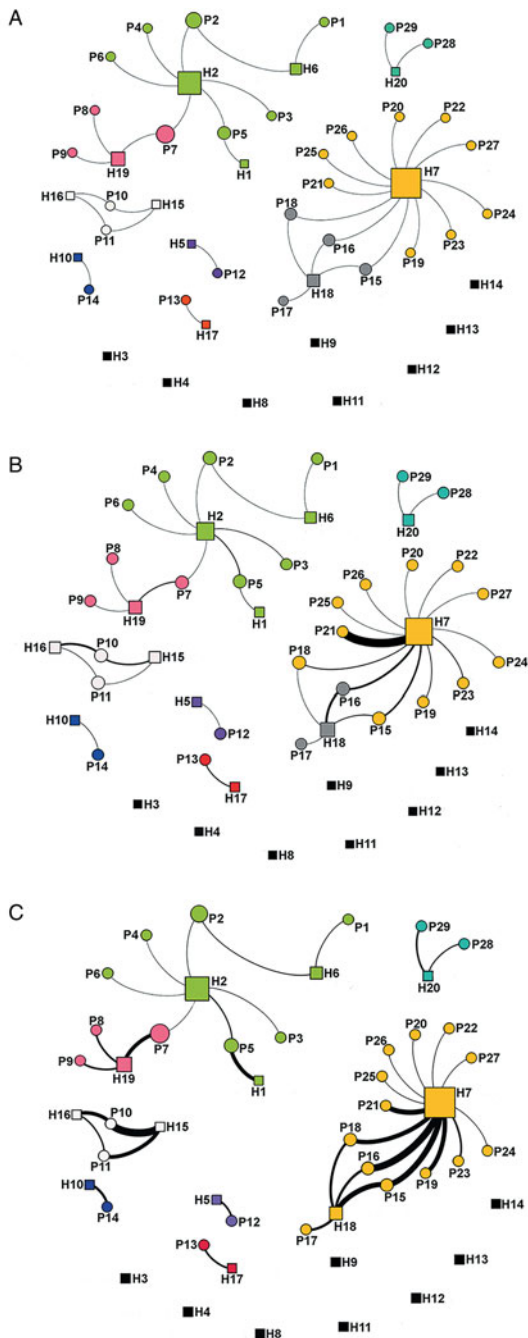 A
P29
P2
P1
P28
P4
P6
H2
H6
H20
P20
P22
P8
P3
P26
P5
P27
P7
P25
H7
P9
H19
H1
P21
H16
P10
H15
P18
P24
P16
P23
P11
H5
P19
H10
P15
P12
H18
H14
P14
P13
P17
H17
H9
H13
H3
H12
H4
H8
H11
B
P29
P2
P1
P28
P4
P6
H2
H6
H20
P20
P22
P8
P3
P26
P5
P27
P7
P25
H7
P9
H19
H1
P21
H16
P10
H15
P18
P24
P16
P11
P23
H5
P19
H10
P15
H14
P12
H18
P14
P13
P17
H13
H17
H9
H3
H12
H4
H11
H8
C
P2
P1
P29
P4
P28
P6
H2
H6
H20
P20
P22
P8
P3
P26
P7
P5
P27
P9
P25
H7
H19
H1
P21
H16
P10
H15
P18
P24
P16
P23
P11
P19
H10
H5
P15
P14
P12
H18
H14
P13
P17
H17
H9
H13
H3
H12
H4
H11
H8